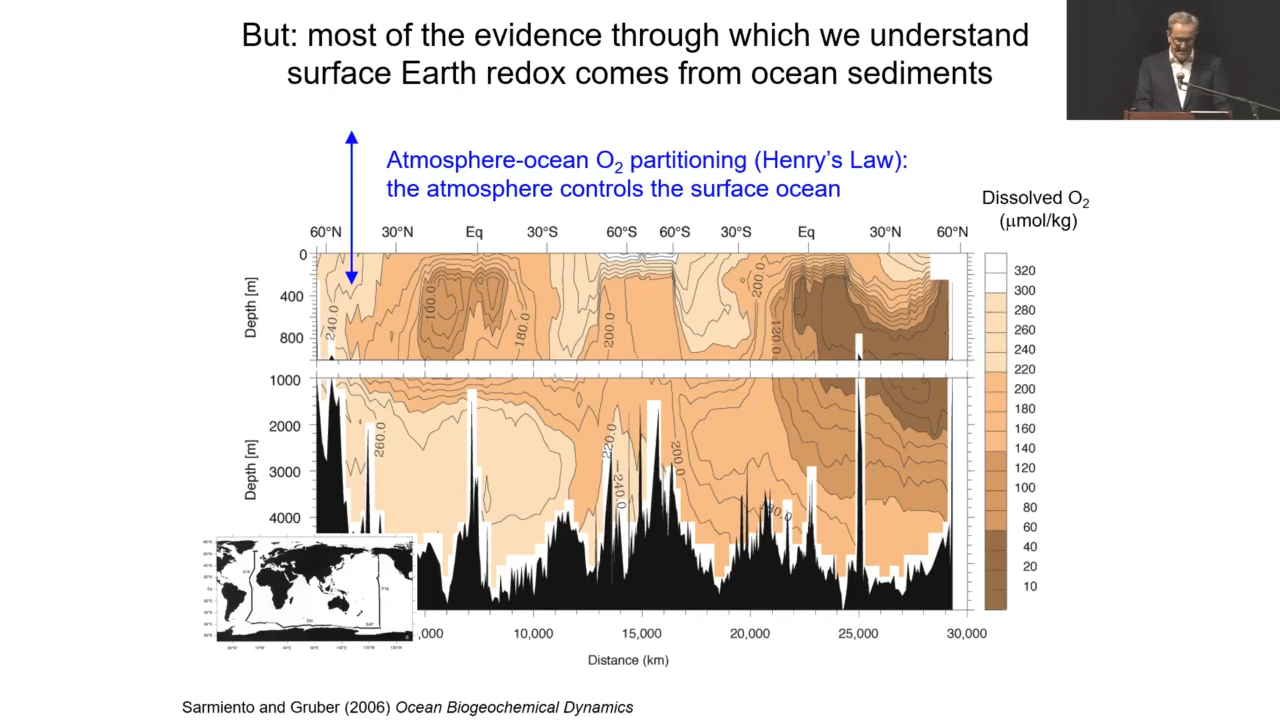 But: most of the evidence through which we understand
surface Earth redox comes from ocean sediments
Atmosphere-ocean O₂ partitioning (Henry's Law):
the atmosphere controls the surface ocean
Dissolved O₂
(μmol/kg)
60°N 30°N Eq 30°S 60°S 60°S 30°S Eq 30°N 60°N
0
400
800
Depth [m]
240.0
100.0
180.0
200.0
200.0
120.0
1000
2000
3000
4000
Depth [m]
260.0
220.0
240.0
200.0
320
300
280
260
240
220
200
180
160
140
120
100
80
60
40
20
10
,000 10,000 15,000 20,000 25,000 30,000
Distance (km)
Sarmiento and Gruber (2006) Ocean Biogeochemical Dynamics